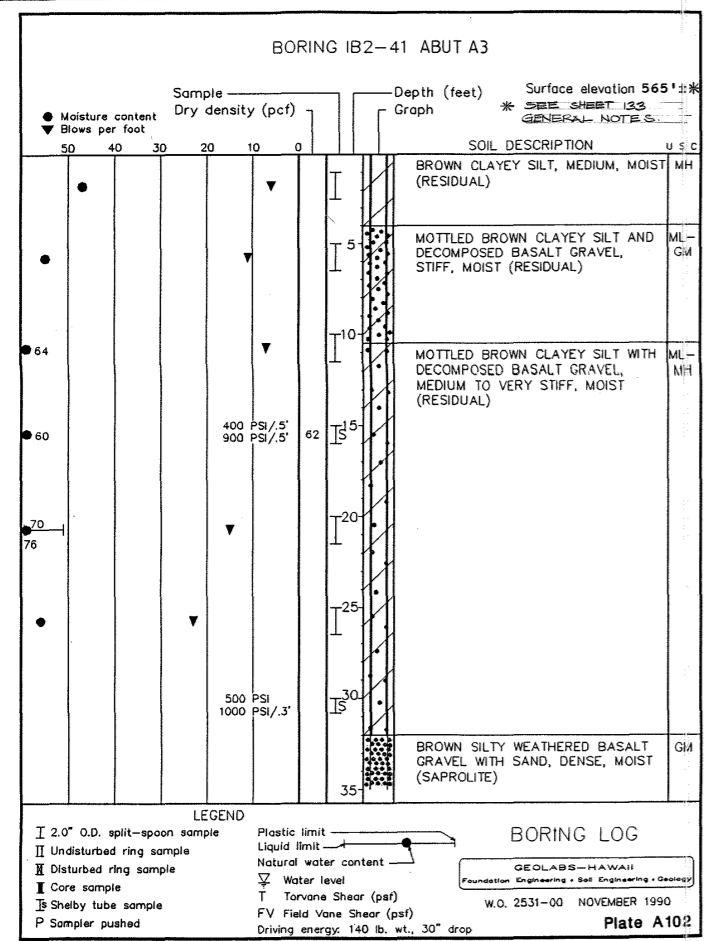 BORING IB2-41 ABUT A3
Sample
Depth (feet)
Surface elevation 565'±*
Dry density (pcf)
Graph
* SEE SHEET 133
GENERAL NOTES.
● Moisture content
▼ Blows per foot
50 40 30 20 10 0
SOIL DESCRIPTION U S C
BROWN CLAYEY SILT, MEDIUM, MOIST MH
(RESIDUAL)
5
MOTTLED BROWN CLAYEY SILT AND ML-
DECOMPOSED BASALT GRAVEL, GM
STIFF, MOIST (RESIDUAL)
10
64
MOTTLED BROWN CLAYEY SILT WITH ML-
DECOMPOSED BASALT GRAVEL, MH
MEDIUM TO VERY STIFF, MOIST
(RESIDUAL)
400 PSI/.5' 15
60 900 PSI/.5' 62 S
70 20
76
25
500 PSI 30
1000 PSI/.3' S
BROWN SILTY WEATHERED BASALT GM
GRAVEL WITH SAND, DENSE, MOIST
(SAPROLITE)
35
LEGEND
2.0" O.D. split-spoon sample
Undisturbed ring sample
Disturbed ring sample
Core sample
S Shelby tube sample
P Sampler pushed
Plastic limit
Liquid limit
Natural water content
Water level
T Torvane Shear (psf)
FV Field Vane Shear (psf)
Driving energy: 140 lb. wt., 30" drop
BORING LOG
GEOLABS-HAWAII
Foundation Engineering • Soil Engineering • Geology
W.O. 2531-00 NOVEMBER 1990
Plate A102